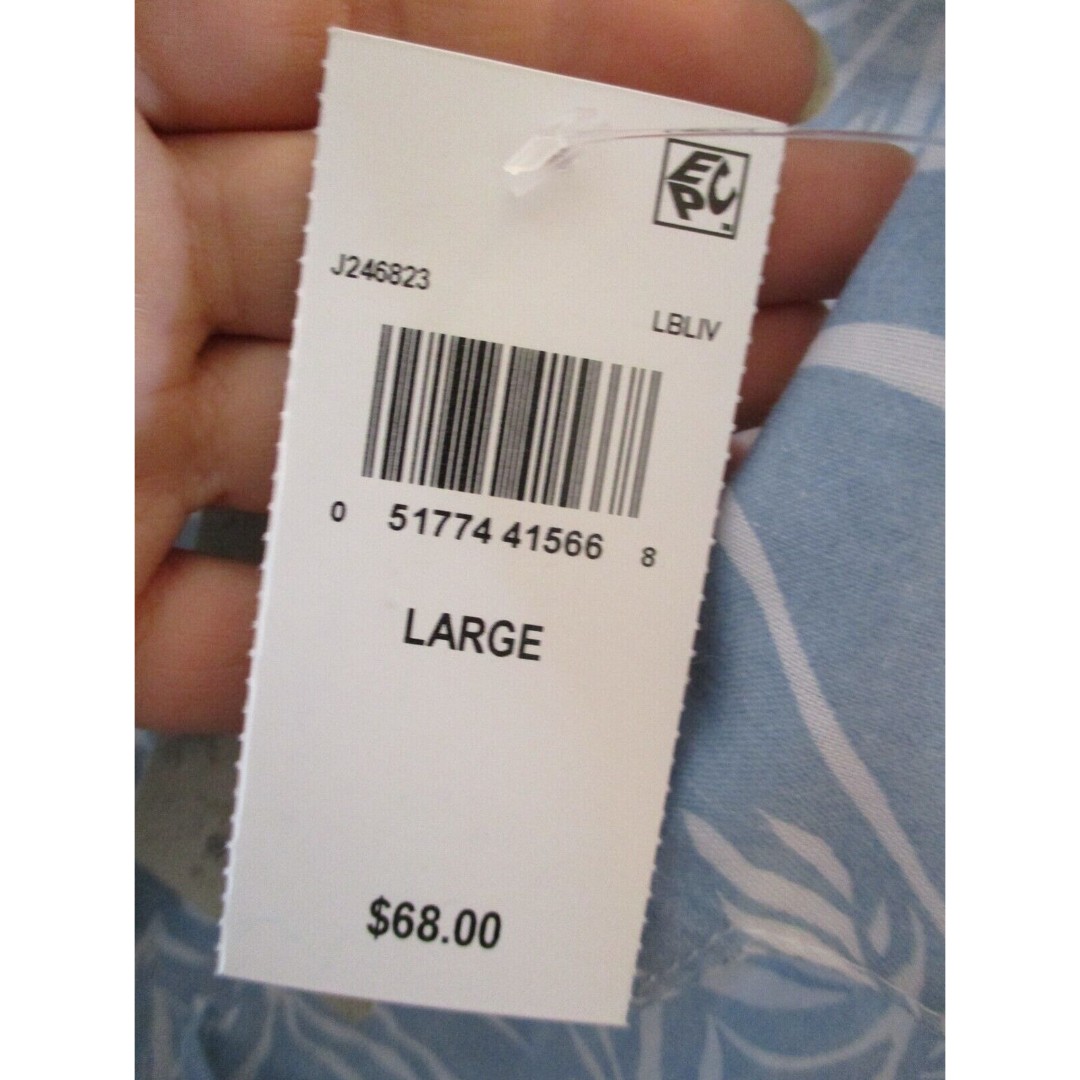 EPC
J246823
LBLIV
0 51774 41566 8
LARGE
$68.00